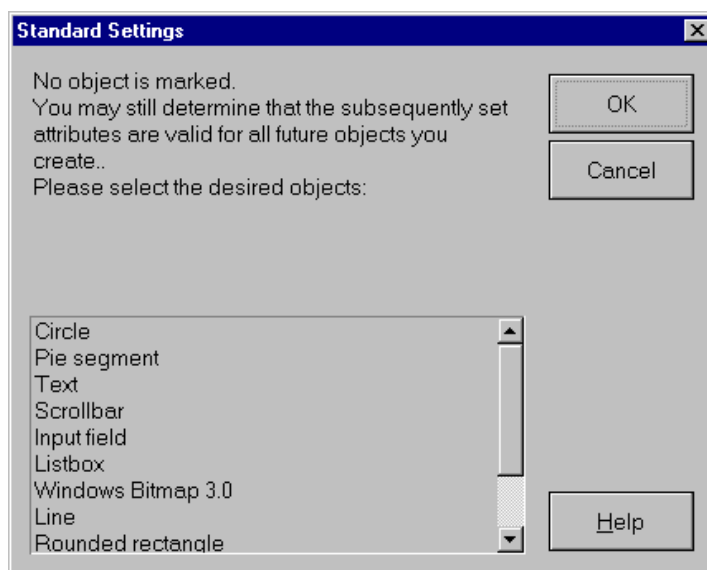 Standard Settings
No object is marked.
You may still determine that the subsequently set
attributes are valid for all future objects you
create..
Please select the desired objects:
OK
Cancel
Circle
Pie segment
Text
Scrollbar
Input field
Listbox
Windows Bitmap 3.0
Line
Rounded rectangle
Help